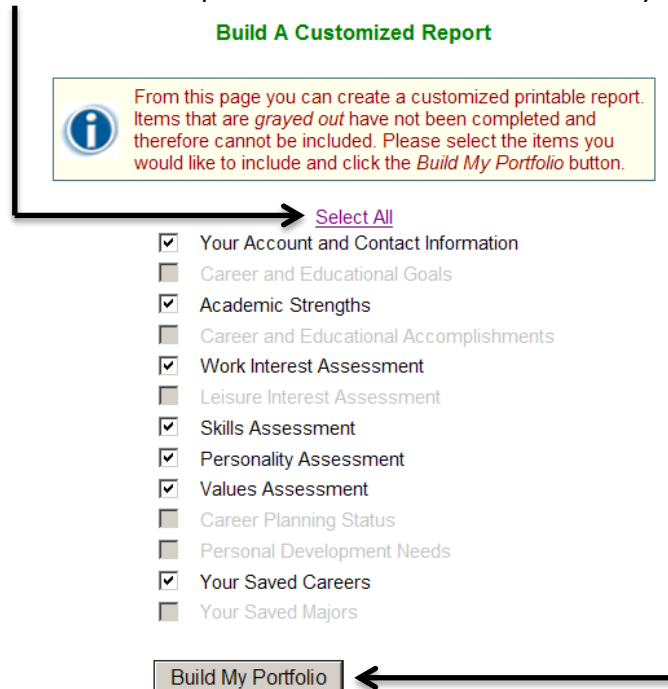 Build A Customized Report
From this page you can create a customized printable report.
Items that are grayed out have not been completed and
therefore cannot be included. Please select the items you
would like to include and click the Build My Portfolio button.
Select All
Your Account and Contact Information
Career and Educational Goals
Academic Strengths
Career and Educational Accomplishments
Work Interest Assessment
Leisure Interest Assessment
Skills Assessment
Personality Assessment
Values Assessment
Career Planning Status
Personal Development Needs
Your Saved Careers
Your Saved Majors
Build My Portfolio